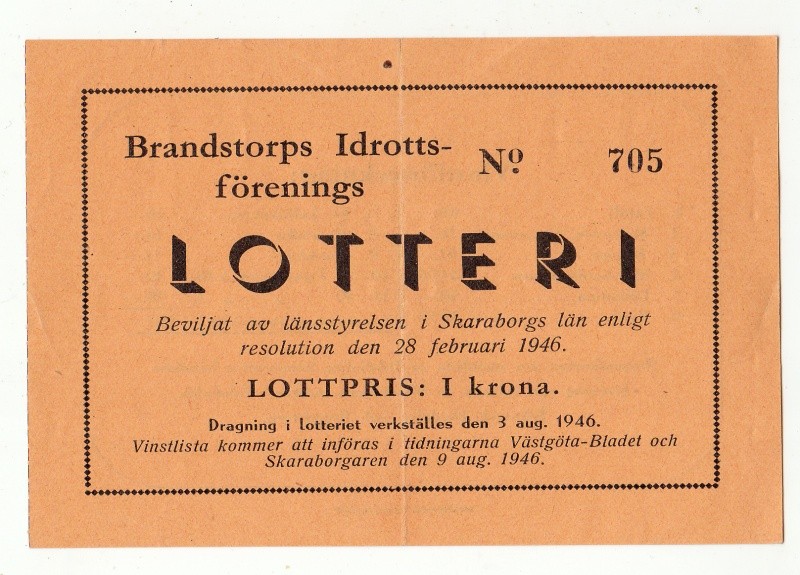 Brandstorps Idrotts-
förenings
Nº 705
LOTTERI
Beviljat av länsstyrelsen i Skaraborgs län enligt
resolution den 28 februari 1946.
LOTTPRIS: 1 krona.
Dragning i lotteriet verkställes den 3 aug. 1946.
Vinstlista kommer att införas i tidningarna Västgöta-Bladet och
Skaraborgaren den 9 aug. 1946.